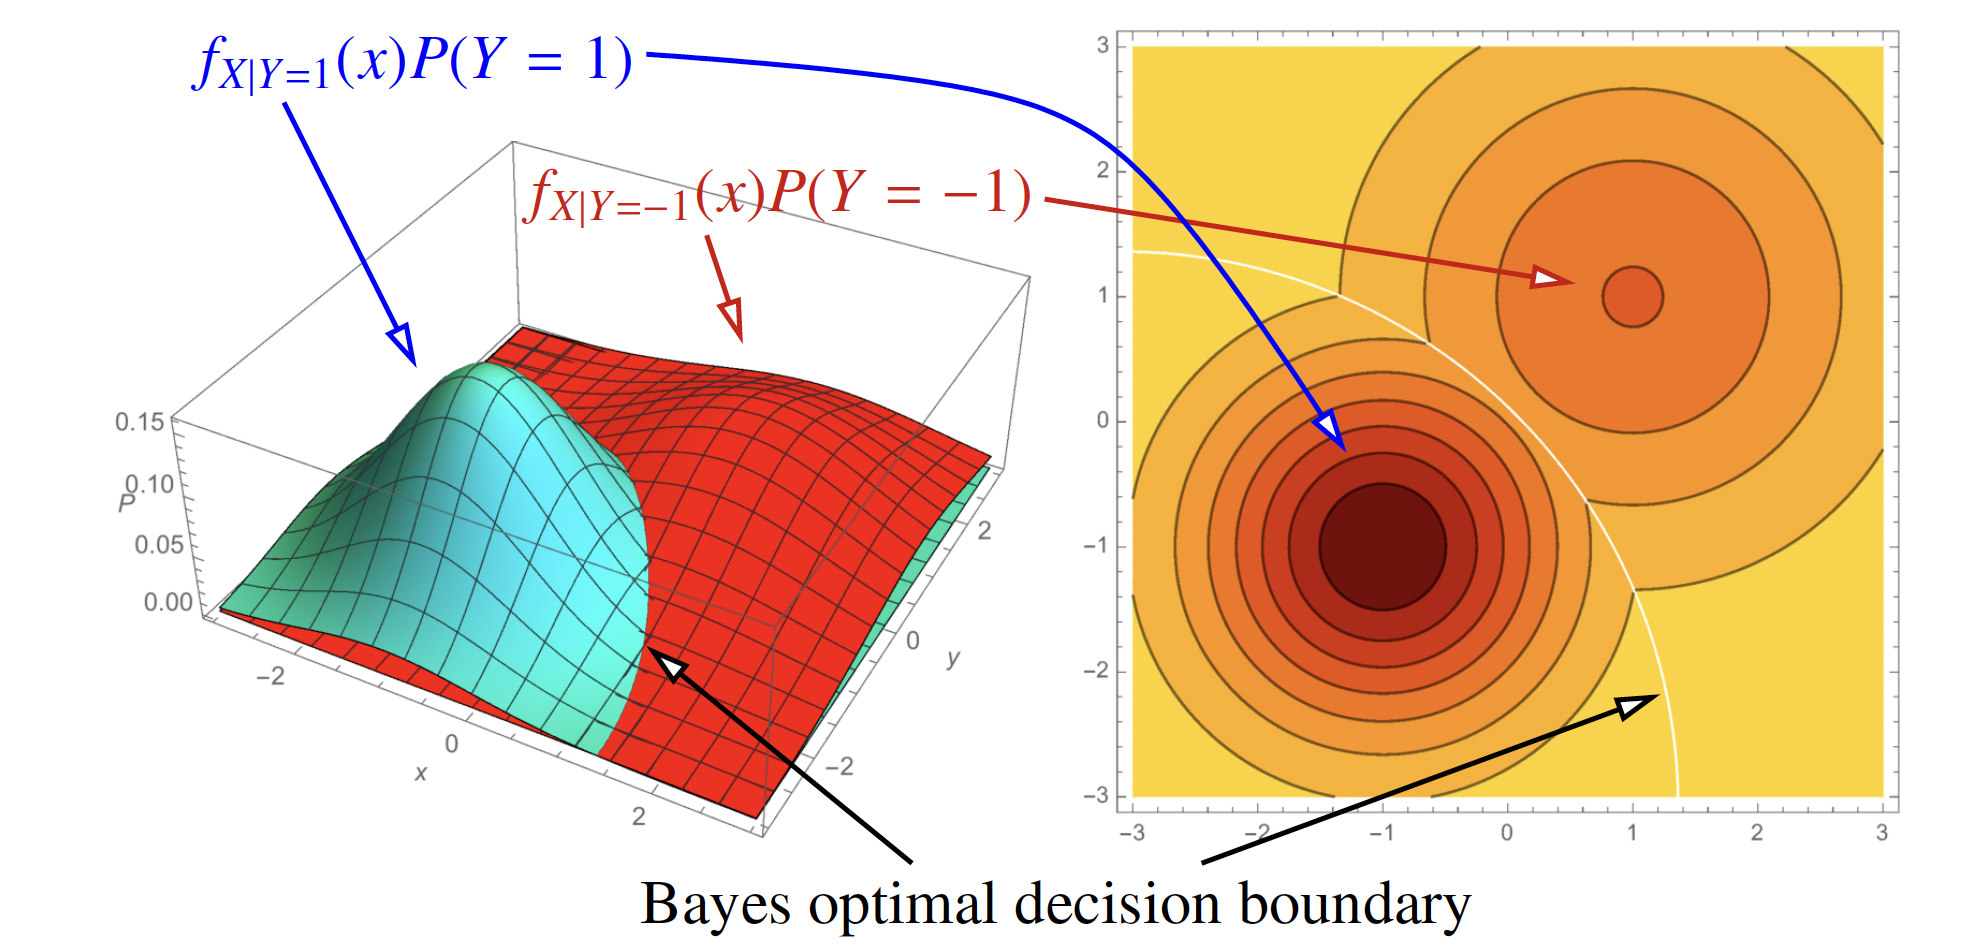 f_{X|Y=1}(x)P(Y = 1)
f_{X|Y=−1}(x)P(Y = −1)
0.15
0.10
P
0.05
0.00
−2
0
2
x
−2
0
2
y
3
2
1
0
−1
−2
−3
−3 −2 −1 0 1 2 3
Bayes optimal decision boundary